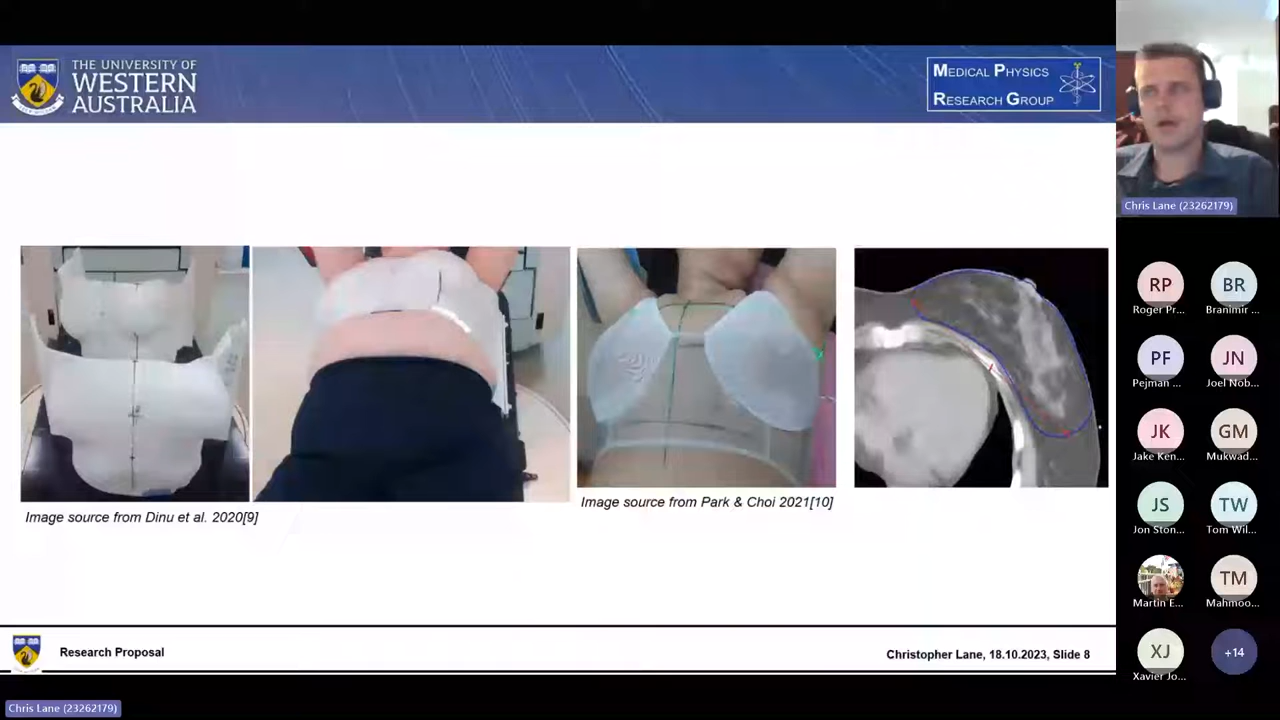 THE UNIVERSITY OF
WESTERN
AUSTRALIA
MEDICAL PHYSICS
RESEARCH GROUP
Chris Lane (23262179)
Image source from Dinu et al. 2020[9]
Image source from Park & Choi 2021[10]
RP
Roger Pr...
BR
Branimir ...
PF
Pejman ...
JN
Joel Nob...
JK
Jake Ken...
GM
Mukwad...
JS
Jon Ston...
TW
Tom Wil...
Martin E...
TM
Mahmoo...
XJ
Xavier Jo...
+14
Research Proposal
Christopher Lane, 18.10.2023, Slide 8
Chris Lane (23262179)